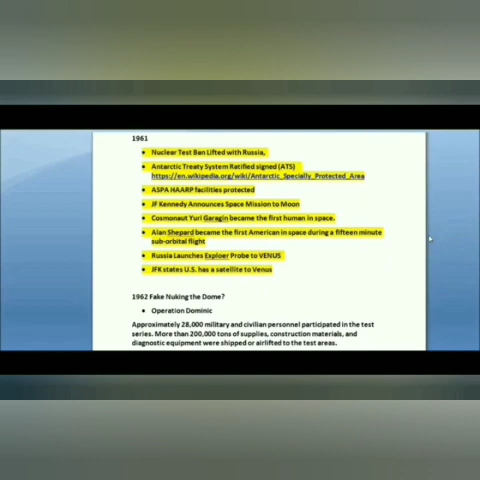 1961
• Nuclear Test Ban Lifted with Russia,
• Antarctic Treaty System Ratified signed (ATS)
https://en.wikipedia.org/wiki/Antarctic_Specially_Protected_Area
• ASPA HAARP facilities protected
• JF Kennedy Announces Space Mission to Moon
• Cosmonaut Yuri Garagin became the first human in space.
• Alan Shepard became the first American in space during a fifteen minute
sub-orbital flight
• Russia Launches Exploer Probe to VENUS
• JFK states U.S. has a satellite to Venus
1962 Fake Nuking the Dome?
• Operation Dominic
Approximately 28,000 military and civilian personnel participated in the test
series. More than 200,000 tons of supplies, construction materials, and
diagnostic equipment were shipped or airlifted to the test areas.